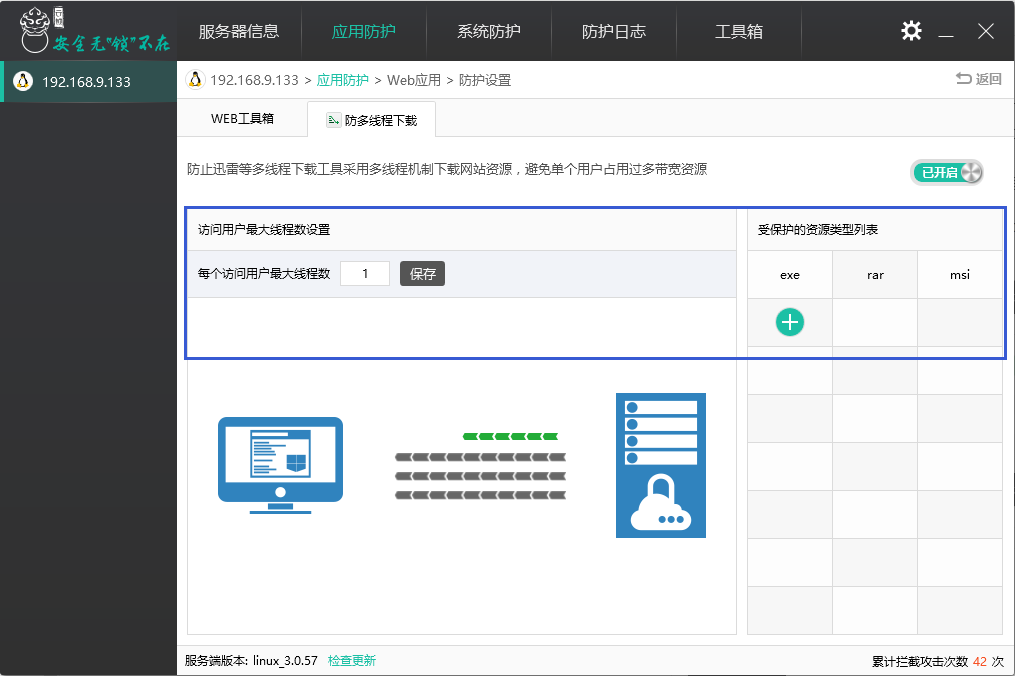 安全无"锁"不在
服务器信息
应用防护
系统防护
防护日志
工具箱
192.168.9.133
192.168.9.133 > 应用防护 > Web应用 > 防护设置
返回
WEB工具箱
防多线程下载
防止迅雷等多线程下载工具采用多线程机制下载网站资源，避免单个用户占用过多带宽资源
已开启
访问用户最大线程数设置
每个访问用户最大线程数 1 保存
受保护的资源类型列表
exe rar msi
服务端版本: linux_3.0.57 检查更新
累计拦截攻击次数 42 次